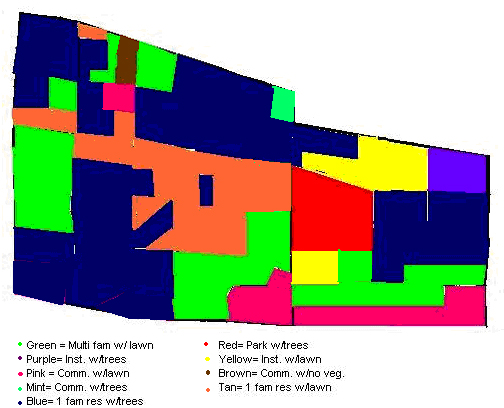 Green = Multi fam w/ lawn
Purple= Inst. w/trees
Pink = Comm. w/lawn
Mint= Comm. w/trees
Blue= 1 fam res w/trees
Red= Park w/trees
Yellow= Inst. w/lawn
Brown= Comm. w/no veg.
Tan= 1 fam res w/lawn